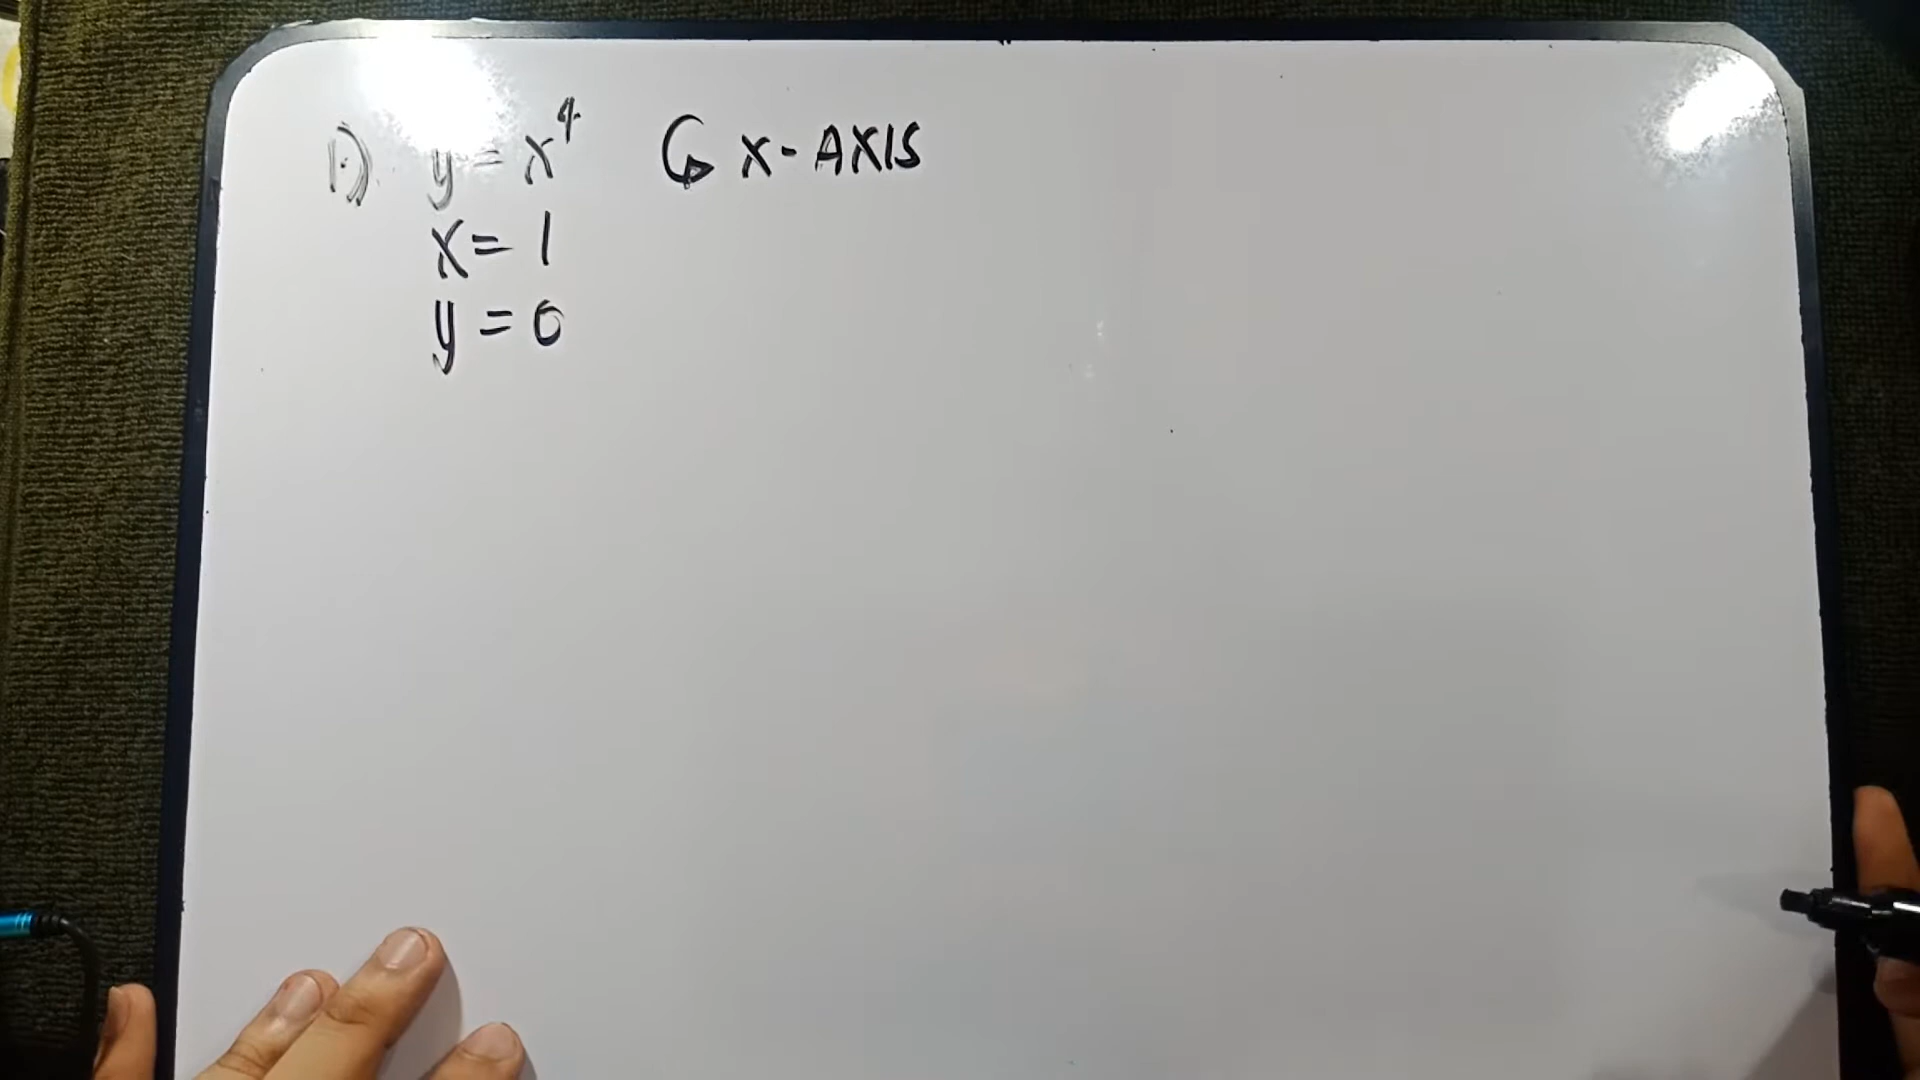 1.) y = x⁴ ↻ x - AXIS
x = 1
y = 0